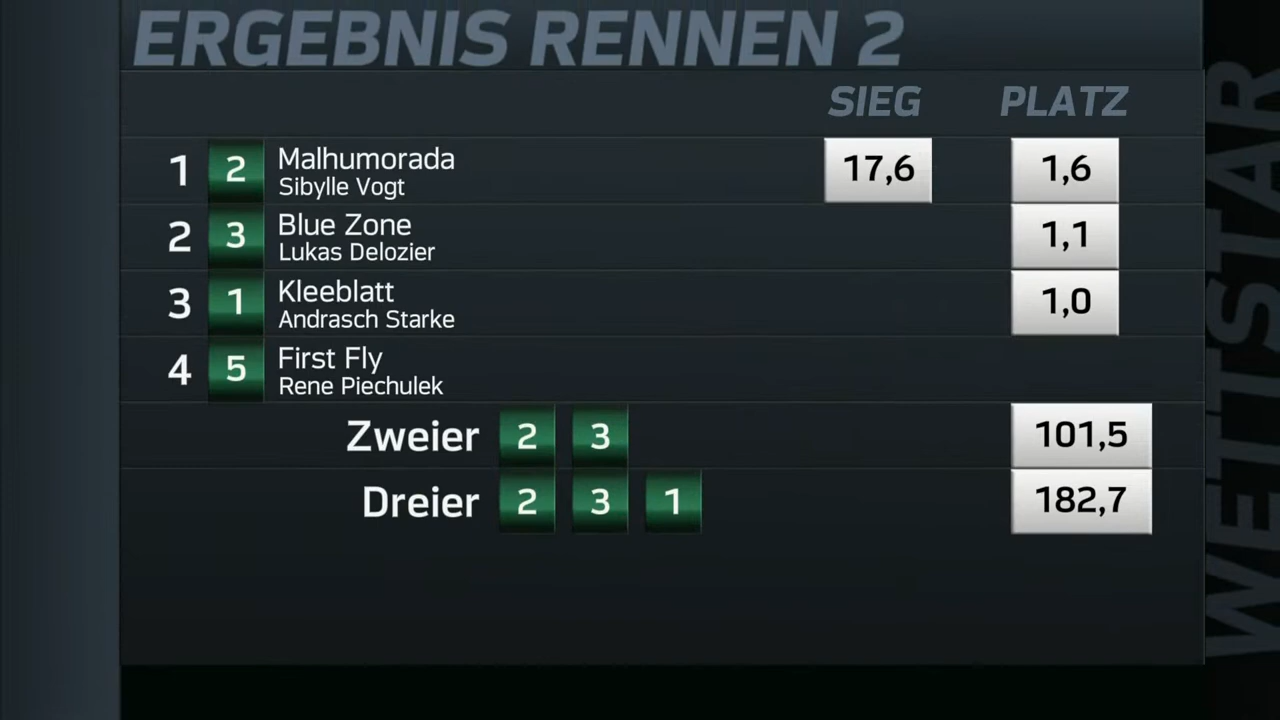 ERGEBNIS RENNEN 2
SIEG PLATZ
1 2 Malhumorada 17,6 1,6
Sibylle Vogt
2 3 Blue Zone 1,1
Lukas Delozier
3 1 Kleeblatt 1,0
Andrasch Starke
4 5 First Fly
Rene Piechulek
Zweier 2 3 101,5
Dreier 2 3 1 182,7
WETTSTAR